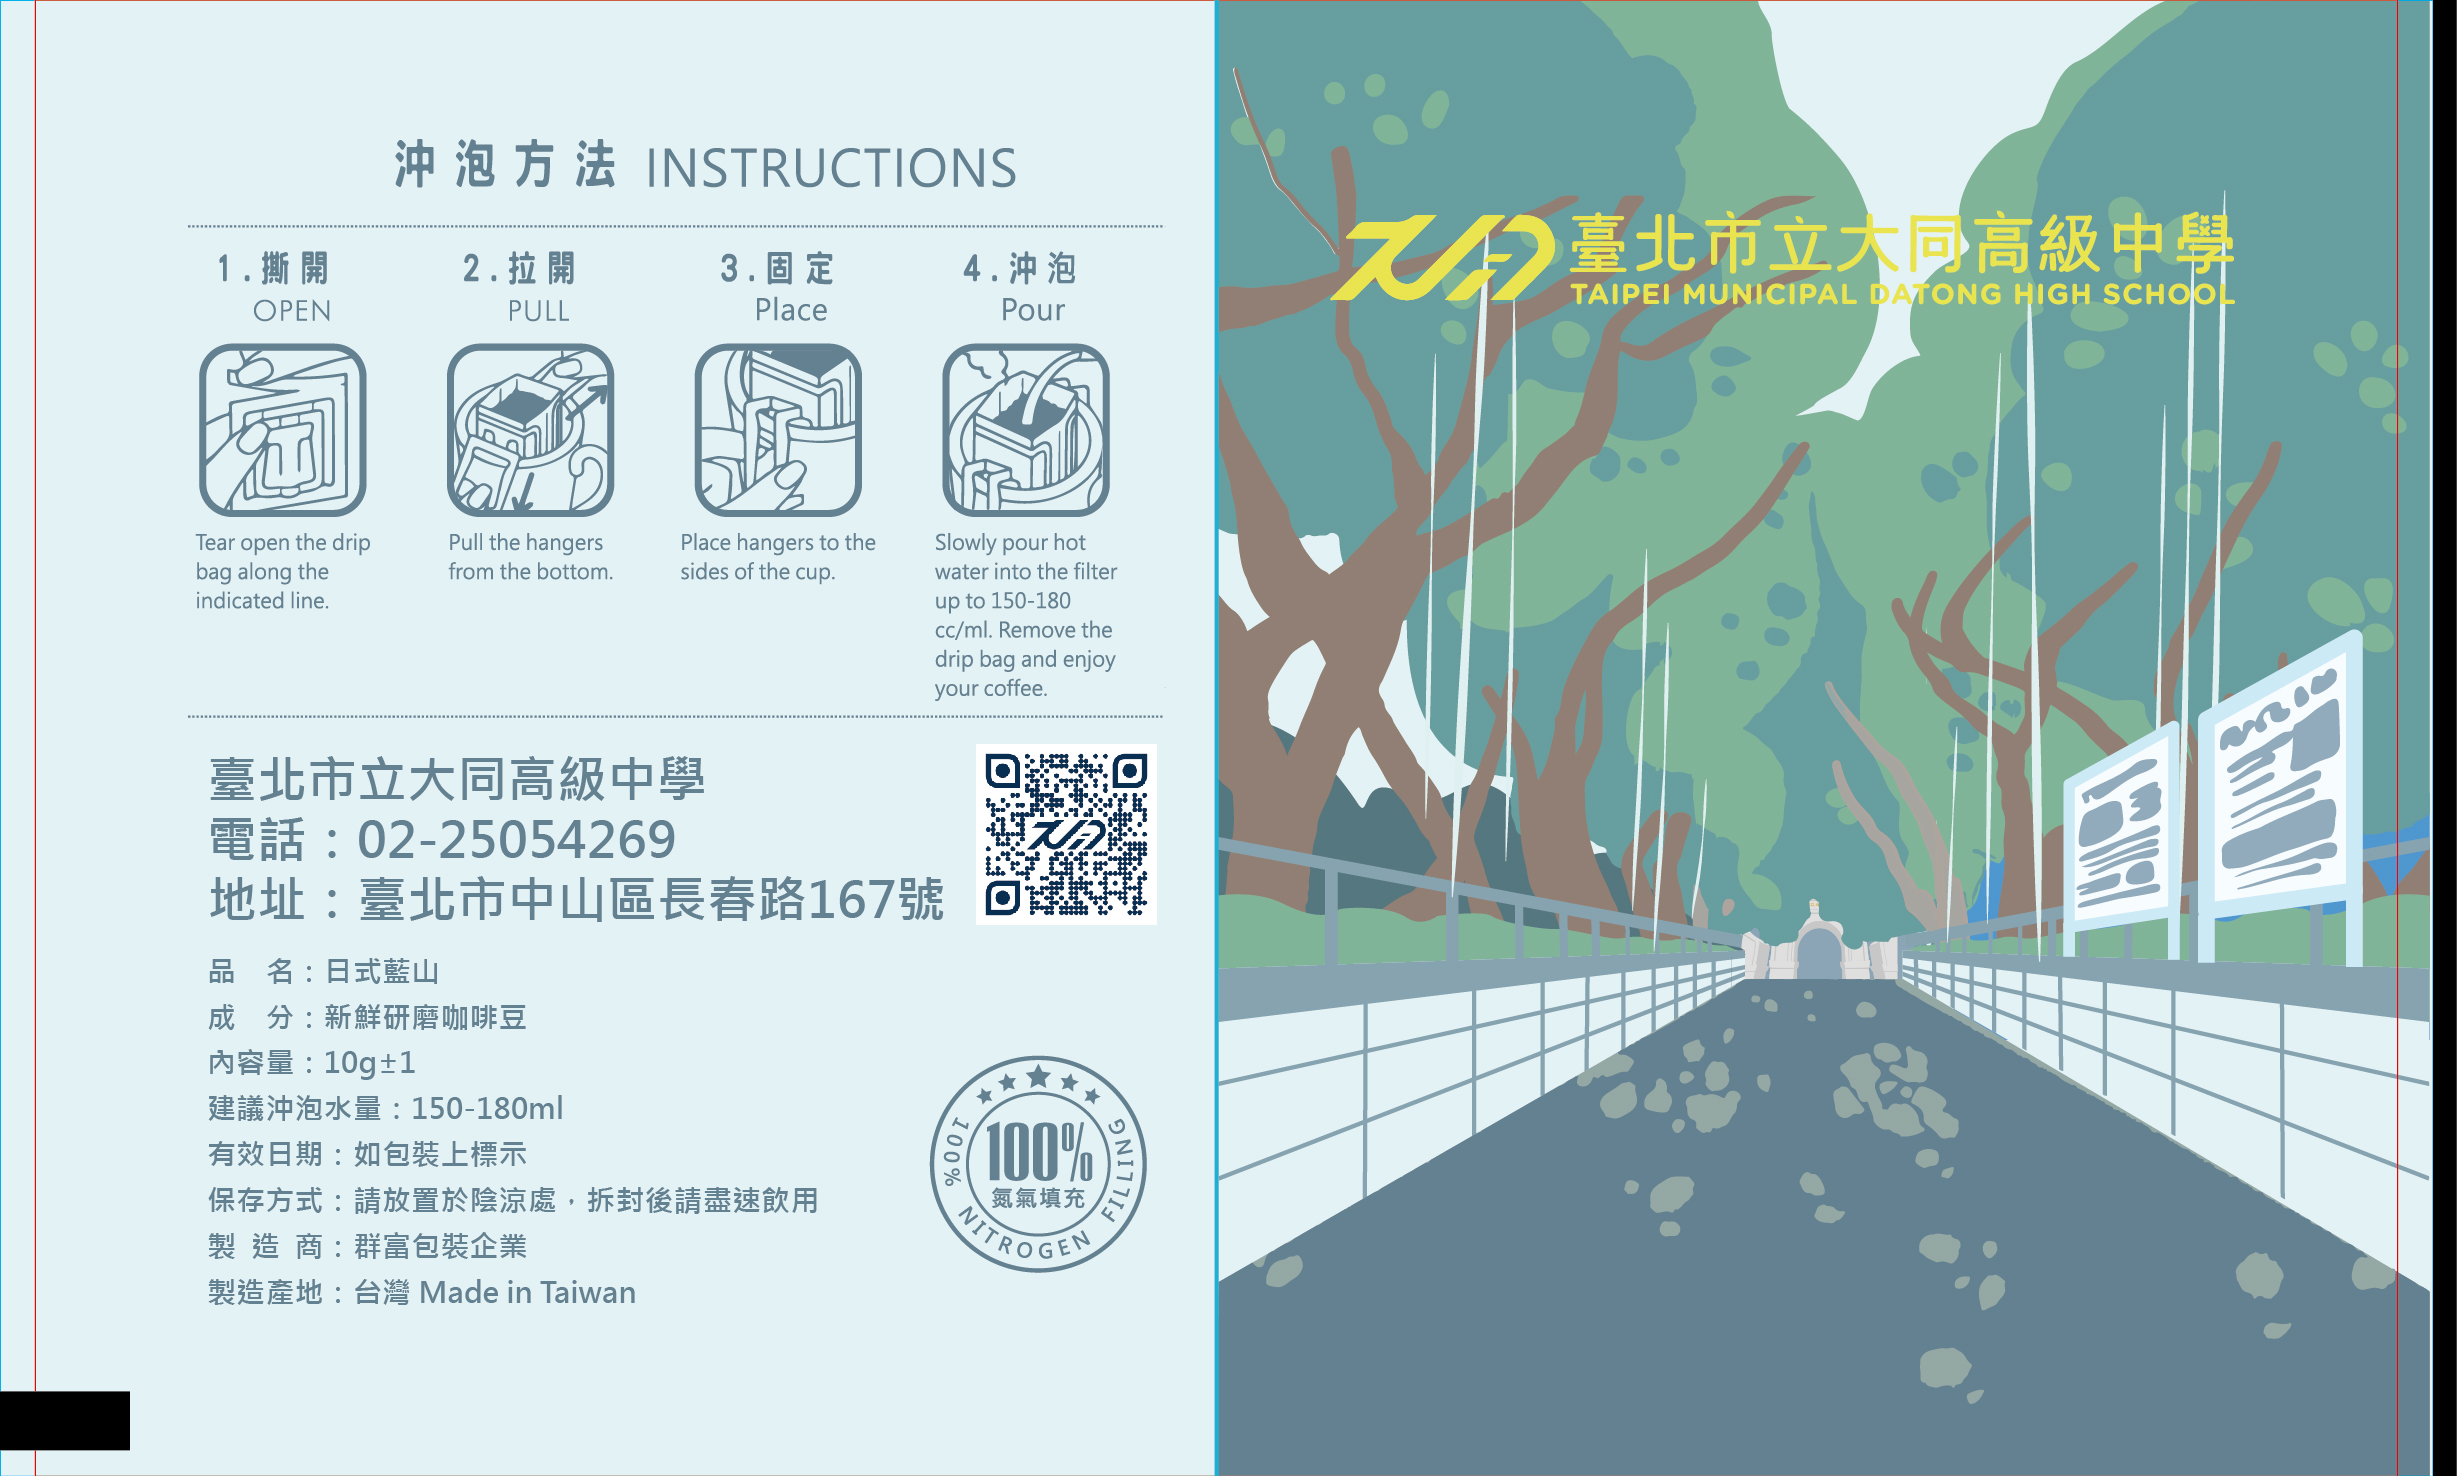 沖泡方法 INSTRUCTIONS
1.撕開
OPEN
2.拉開
PULL
3.固定
Place
4.沖泡
Pour
Tear open the drip
bag along the
indicated line.
Pull the hangers
from the bottom.
Place hangers to the
sides of the cup.
Slowly pour hot
water into the filter
up to 150-180
cc/ml. Remove the
drip bag and enjoy
your coffee.
臺北市立大同高級中學
電話：02-25054269
地址：臺北市中山區長春路167號
品　名：日式藍山
成　分：新鮮研磨咖啡豆
內容量：10g±1
建議沖泡水量：150-180ml
有效日期：如包裝上標示
保存方式：請放置於陰涼處，拆封後請盡速飲用
製 造 商：群富包裝企業
製造產地：台灣 Made in Taiwan
100%
氮氣填充
100% NITROGEN FILLING
臺北市立大同高級中學
TAIPEI MUNICIPAL DATONG HIGH SCHOOL